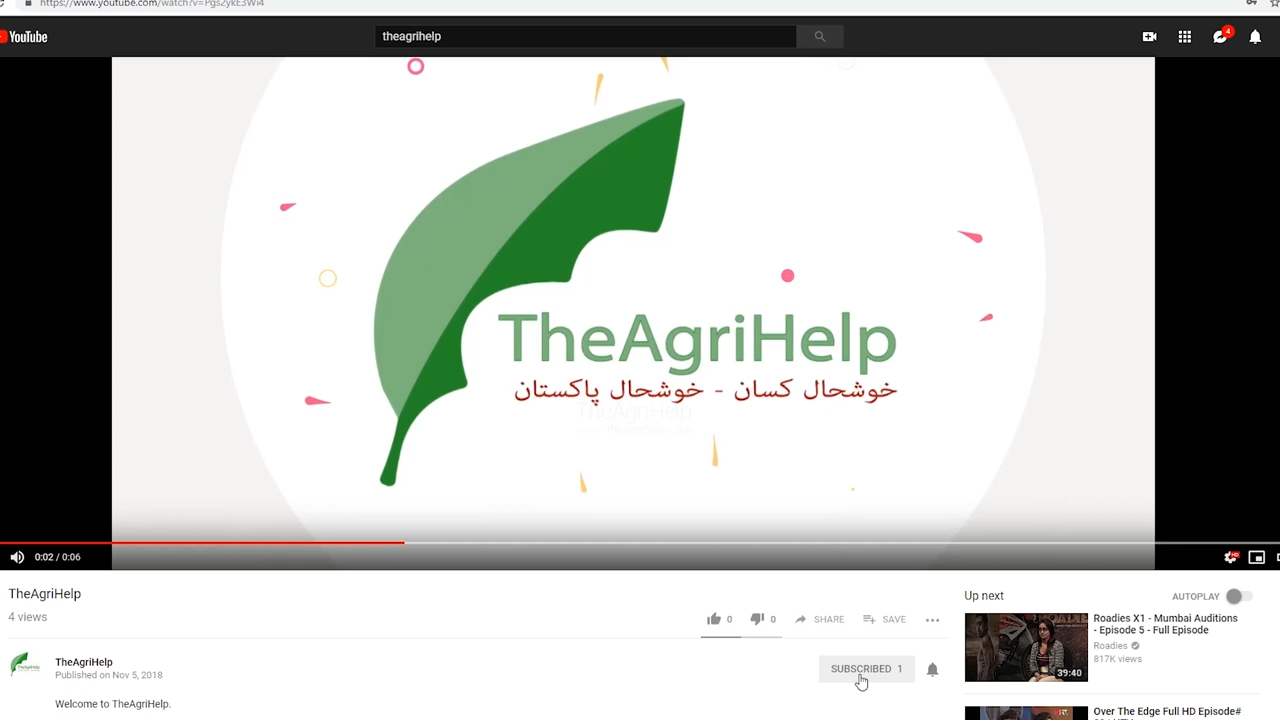 https://www.youtube.com/watch?v=Pgs2ykE3Wi4
YouTube
theagrihelp
4
TheAgriHelp
خوشحال کسان - خوشحال پاکستان
TheAgriHelp
0:02 / 0:06
HD
TheAgriHelp
4 views
0
0
SHARE
SAVE
TheAgriHelp
Published on Nov 5, 2018
SUBSCRIBED 1
Welcome to TheAgriHelp.
Up next
AUTOPLAY
39:40
Roadies X1 - Mumbai Auditions
- Episode 5 - Full Episode
Roadies
817K views
Over The Edge Full HD Episode#